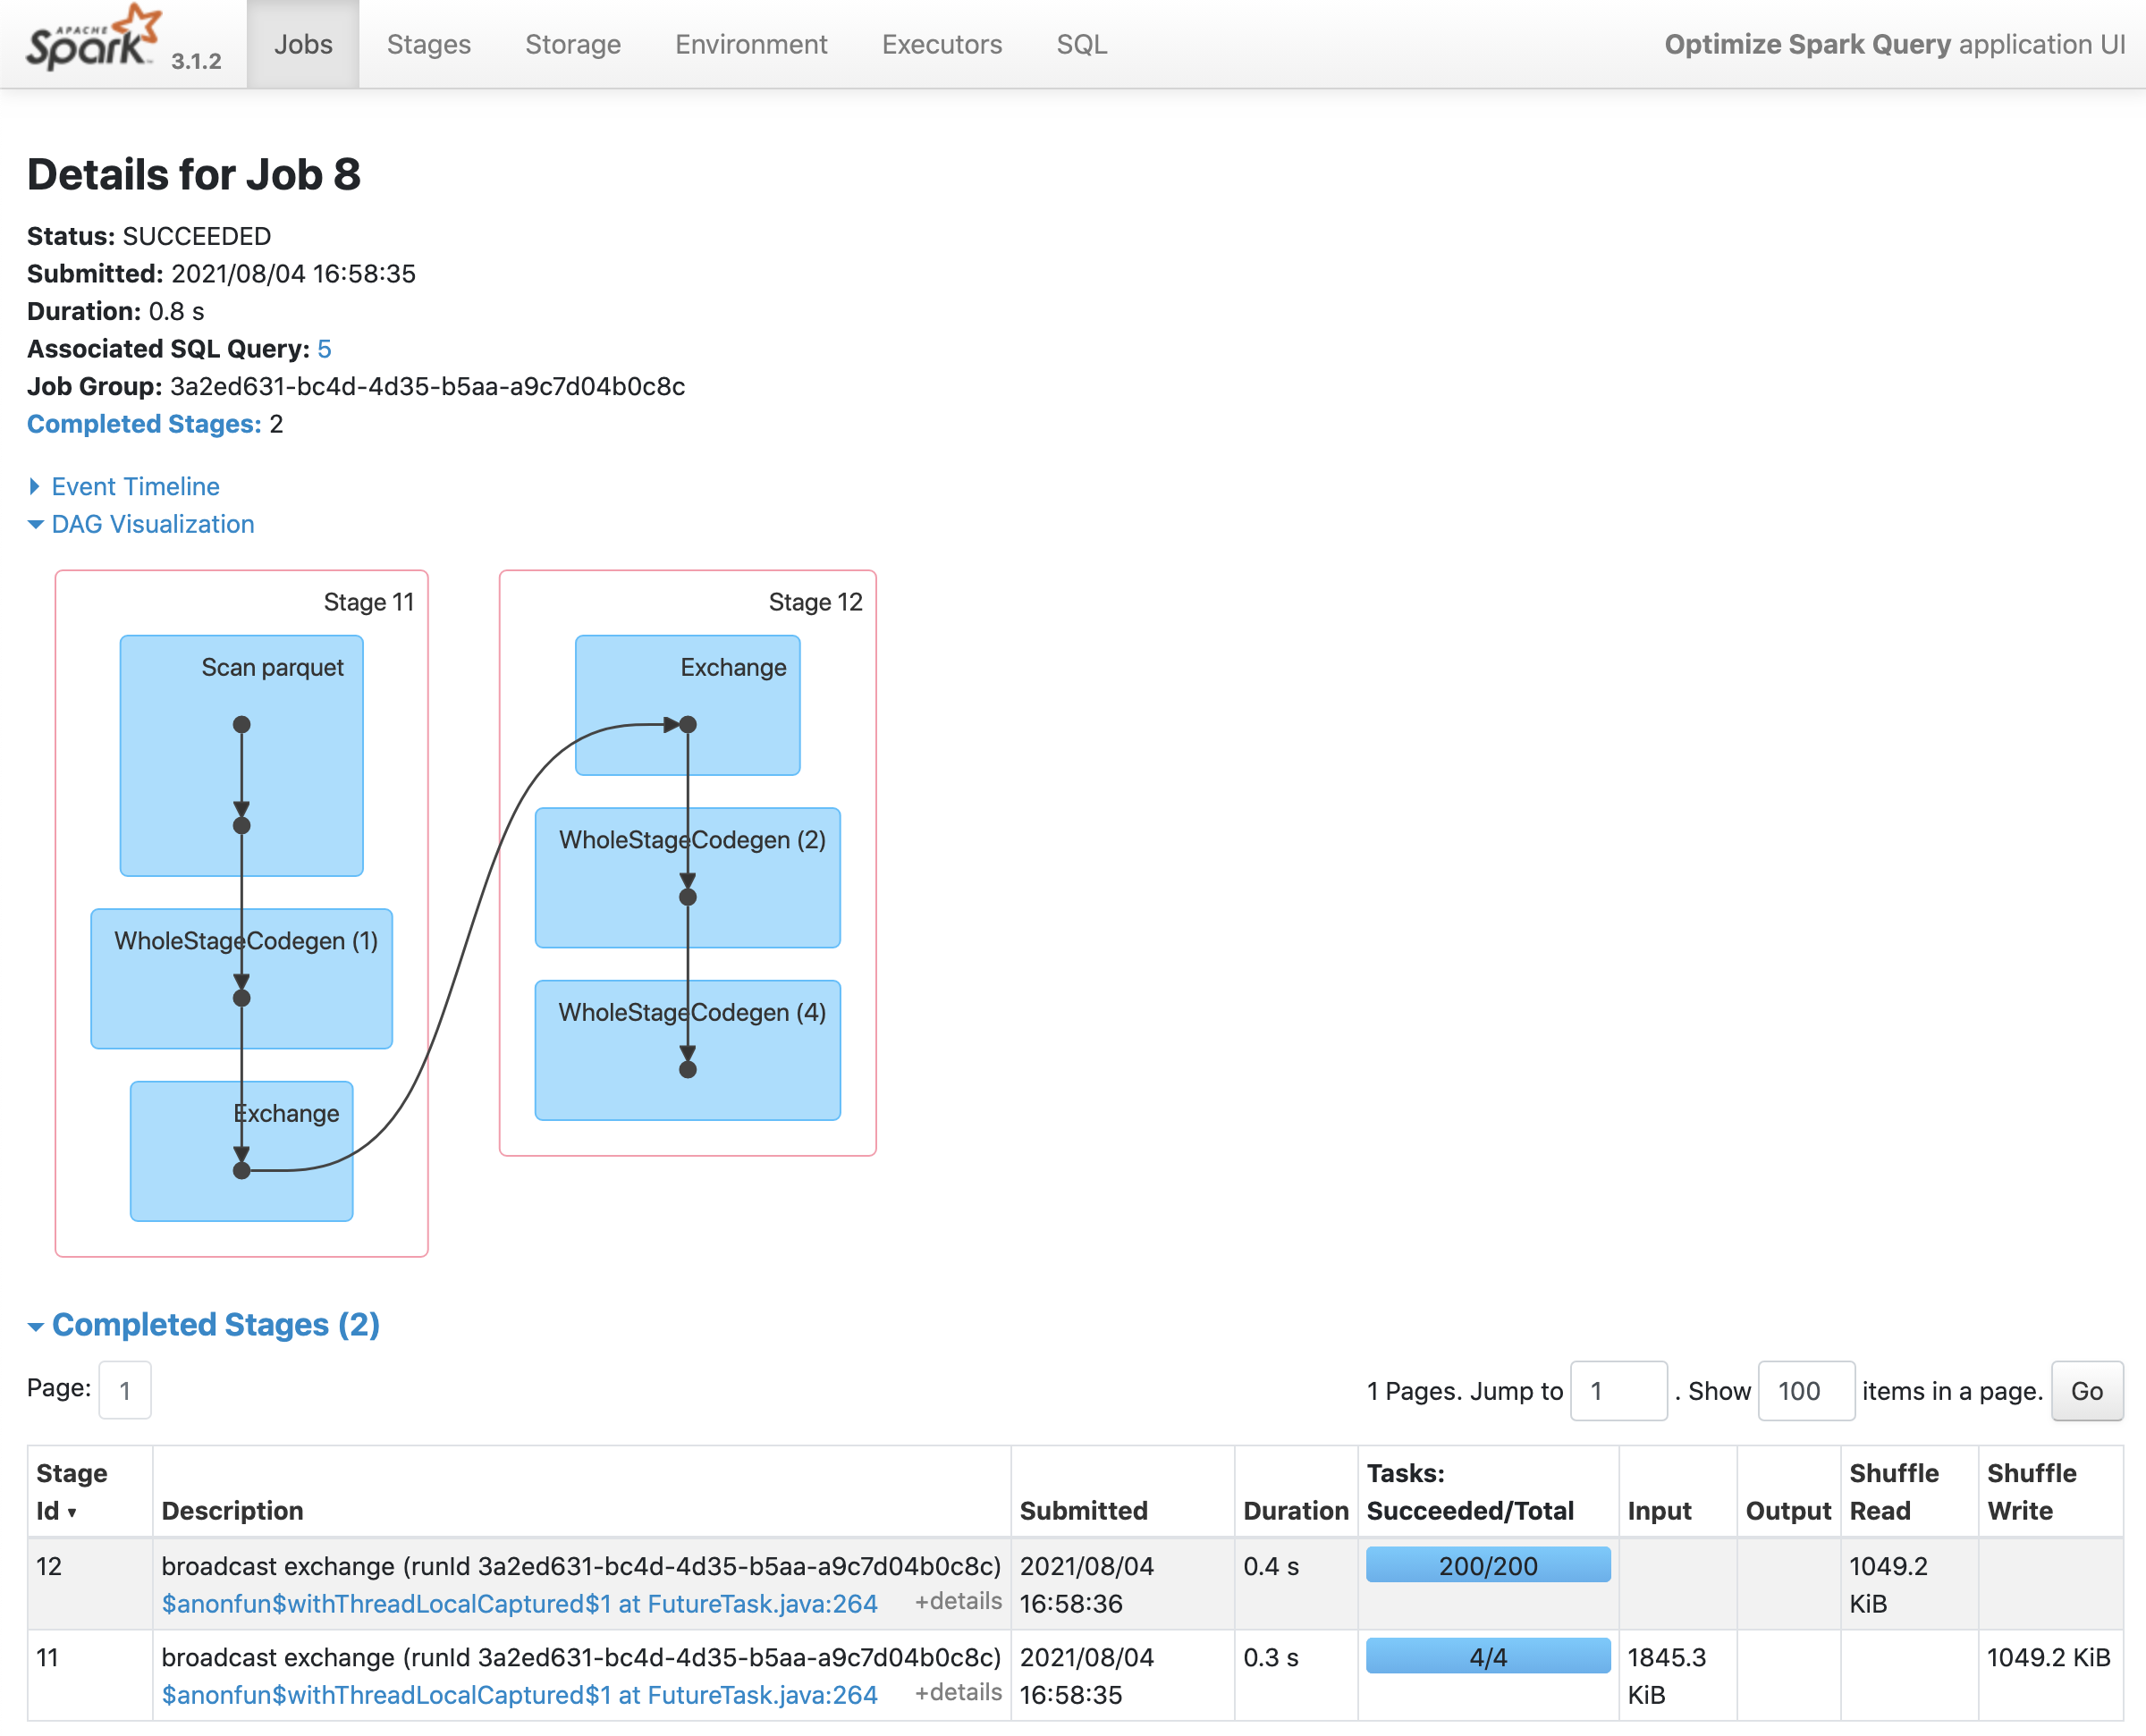 APACHE
Spark 3.1.2 Jobs Stages Storage Environment Executors SQL Optimize Spark Query application UI
Details for Job 8
Status: SUCCEEDED
Submitted: 2021/08/04 16:58:35
Duration: 0.8 s
Associated SQL Query: 5
Job Group: 3a2ed631-bc4d-4d35-b5aa-a9c7d04b0c8c
Completed Stages: 2
Event Timeline
DAG Visualization
Stage 11
Scan parquet
WholeStageCodegen (1)
Exchange
Stage 12
Exchange
WholeStageCodegen (2)
WholeStageCodegen (4)
Completed Stages (2)
Page: 1
1 Pages. Jump to 1 . Show 100 items in a page. Go
Stage Id ▾ Description Submitted Duration Tasks: Succeeded/Total Input Output Shuffle Read Shuffle Write
12 broadcast exchange (runId 3a2ed631-bc4d-4d35-b5aa-a9c7d04b0c8c) 2021/08/04 0.4 s 200/200 1049.2
$anonfun$withThreadLocalCaptured$1 at FutureTask.java:264 +details 16:58:36 KiB
11 broadcast exchange (runId 3a2ed631-bc4d-4d35-b5aa-a9c7d04b0c8c) 2021/08/04 0.3 s 4/4 1845.3 1049.2 KiB
$anonfun$withThreadLocalCaptured$1 at FutureTask.java:264 +details 16:58:35 KiB